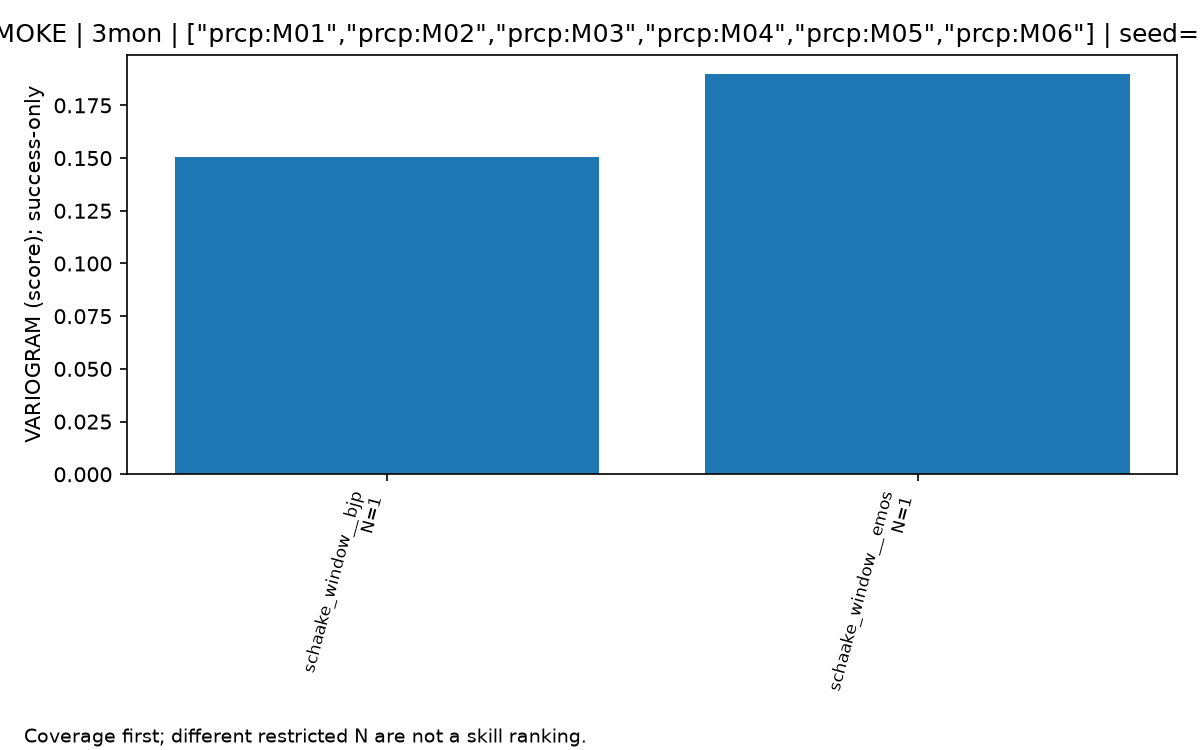 MOKE | 3mon | ["prcp:M01","prcp:M02","prcp:M03","prcp:M04","prcp:M05","prcp:M06"] | seed=
VARIOGRAM (score); success-only
0.175
0.150
0.125
0.100
0.075
0.050
0.025
0.000
schaake_window__bjp
N=1
schaake_window__emos
N=1
Coverage first; different restricted N are not a skill ranking.